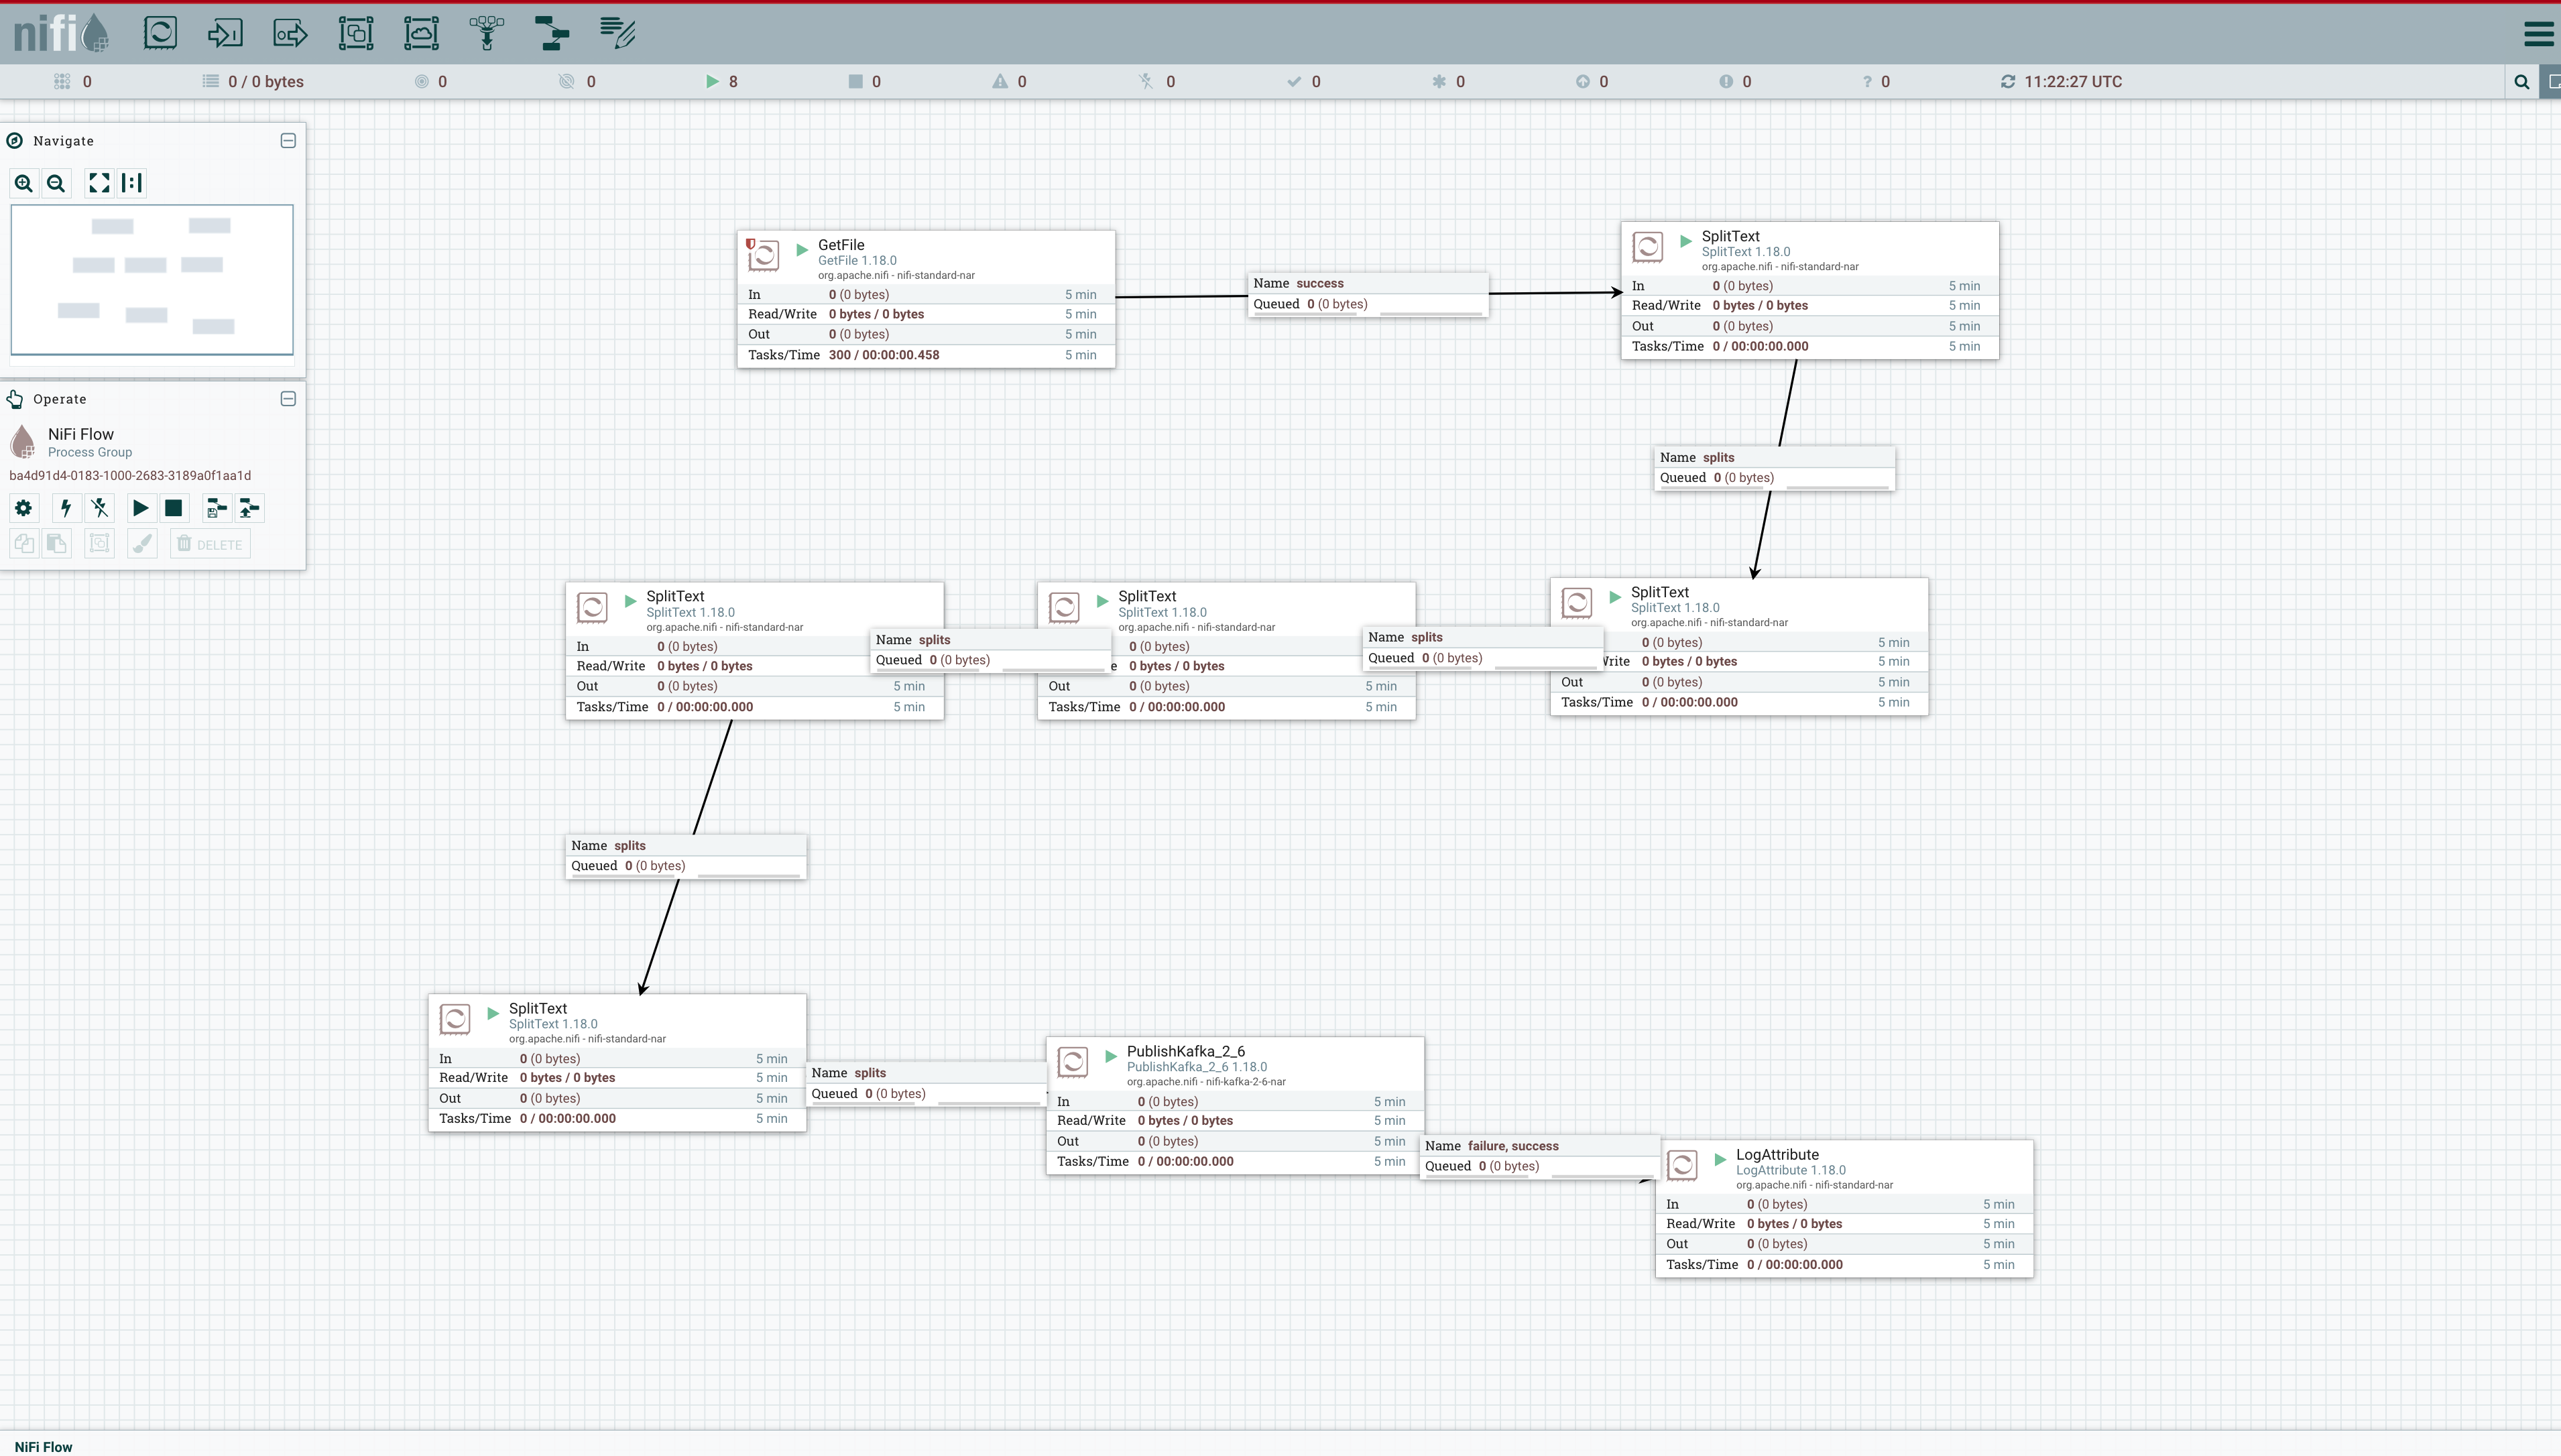 nifi
0 0 / 0 bytes 0 0 8 0 0 0 0 0 0 0 ? 0 11:22:27 UTC
Navigate
Operate
NiFi Flow
Process Group
ba4d91d4-0183-1000-2683-3189a0f1aa1d
DELETE
GetFile
GetFile 1.18.0
org.apache.nifi - nifi-standard-nar
In 0 (0 bytes) 5 min
Read/Write 0 bytes / 0 bytes 5 min
Out 0 (0 bytes) 5 min
Tasks/Time 300 / 00:00:00.458 5 min
Name success
Queued 0 (0 bytes)
SplitText
SplitText 1.18.0
org.apache.nifi - nifi-standard-nar
In 0 (0 bytes) 5 min
Read/Write 0 bytes / 0 bytes 5 min
Out 0 (0 bytes) 5 min
Tasks/Time 0 / 00:00:00.000 5 min
Name splits
Queued 0 (0 bytes)
SplitText
SplitText 1.18.0
org.apache.nifi - nifi-standard-nar
In 0 (0 bytes)
Read/Write 0 bytes / 0 bytes
Out 0 (0 bytes) 5 min
Tasks/Time 0 / 00:00:00.000 5 min
Name splits
Queued 0 (0 bytes)
SplitText
SplitText 1.18.0
org.apache.nifi - nifi-standard-nar
0 (0 bytes)
e 0 bytes / 0 bytes
Out 0 (0 bytes) 5 min
Tasks/Time 0 / 00:00:00.000 5 min
Name splits
Queued 0 (0 bytes)
SplitText
SplitText 1.18.0
org.apache.nifi - nifi-standard-nar
0 (0 bytes) 5 min
Write 0 bytes / 0 bytes 5 min
Out 0 (0 bytes) 5 min
Tasks/Time 0 / 00:00:00.000 5 min
Name splits
Queued 0 (0 bytes)
SplitText
SplitText 1.18.0
org.apache.nifi - nifi-standard-nar
In 0 (0 bytes) 5 min
Read/Write 0 bytes / 0 bytes 5 min
Out 0 (0 bytes) 5 min
Tasks/Time 0 / 00:00:00.000 5 min
Name splits
Queued 0 (0 bytes)
PublishKafka_2_6
PublishKafka_2_6 1.18.0
org.apache.nifi - nifi-kafka-2-6-nar
In 0 (0 bytes) 5 min
Read/Write 0 bytes / 0 bytes 5 min
Out 0 (0 bytes) 5 min
Tasks/Time 0 / 00:00:00.000 5 min
Name failure, success
Queued 0 (0 bytes)
LogAttribute
LogAttribute 1.18.0
org.apache.nifi - nifi-standard-nar
In 0 (0 bytes) 5 min
Read/Write 0 bytes / 0 bytes 5 min
Out 0 (0 bytes) 5 min
Tasks/Time 0 / 00:00:00.000 5 min
NiFi Flow